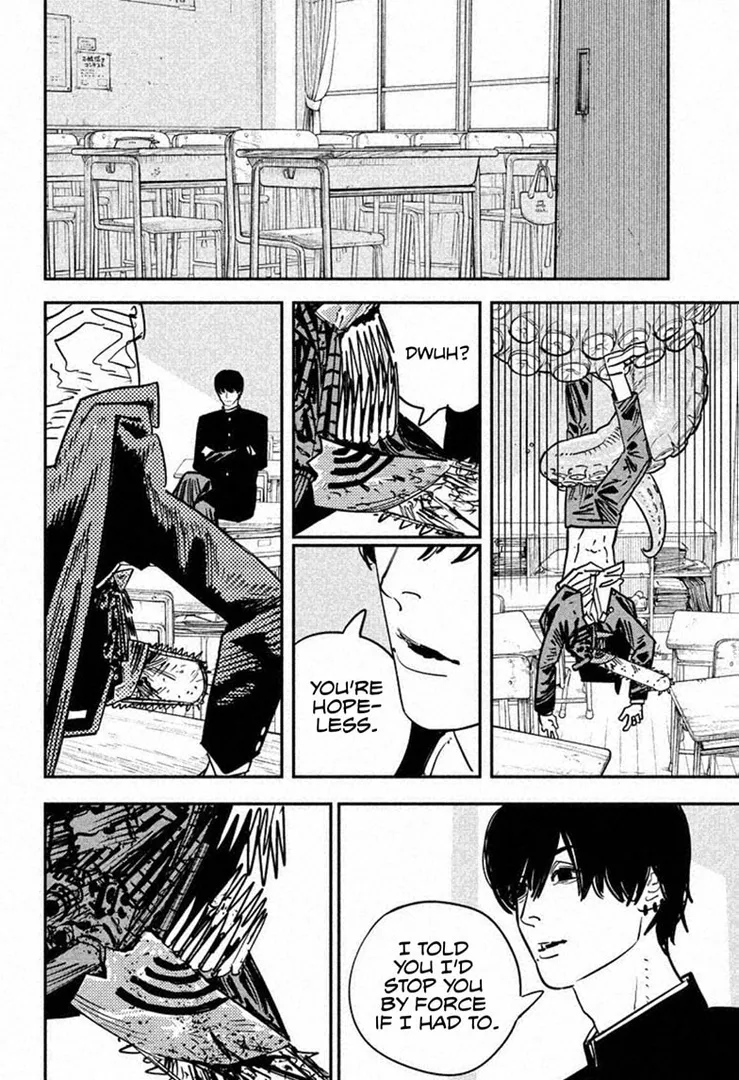 DWUH?
YOU'RE
HOPE-
LESS.
I TOLD
YOU I'D
STOP YOU
BY FORCE
IF I HAD TO.